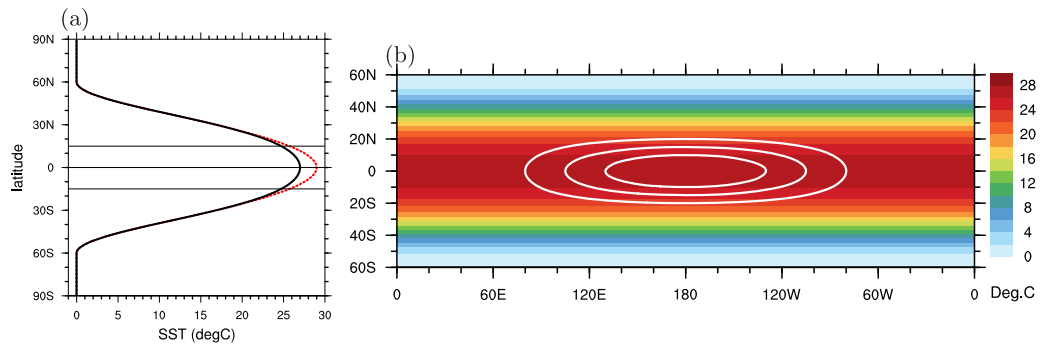 (a)
90N
60N
30N
0
30S
60S
90S
latitude
0 5 10 15 20 25 30
SST (degC)
(b)
60N
40N
20N
0
20S
40S
60S
0 60E 120E 180 120W 60W 0
28
24
20
16
12
8
4
0
Deg.C